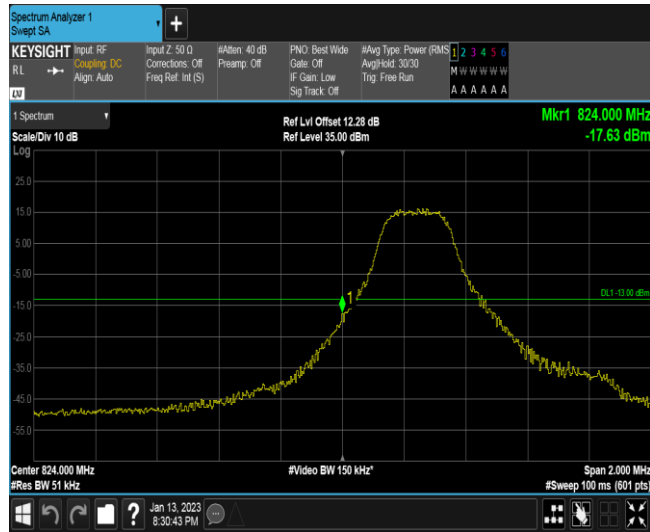 Spectrum Analyzer 1
Swept SA
KEYSIGHT
RL
LXI
Input: RF
Coupling: DC
Align: Auto
Input Z: 50 Ω
Corrections: Off
Freq Ref: Int (S)
#Atten: 40 dB
Preamp: Off
PNO: Best Wide
Gate: Off
IF Gain: Low
Sig Track: Off
#Avg Type: Power (RMS
Avg|Hold: 30/30
Trig: Free Run
1 2 3 4 5 6
M W W W W W
A A A A A A
1 Spectrum
Scale/Div 10 dB
Ref Lvl Offset 12.28 dB
Ref Level 35.00 dBm
Mkr1 824.000 MHz
-17.63 dBm
Log
25.0
15.0
5.00
-5.00
-15.0
-25.0
-35.0
-45.0
-55.0
1
DL1 -13.00 dBm
Center 824.000 MHz
#Video BW 150 kHz*
Span 2.000 MHz
#Res BW 51 kHz
#Sweep 100 ms (601 pts)
?
Jan 13, 2023
8:30:43 PM